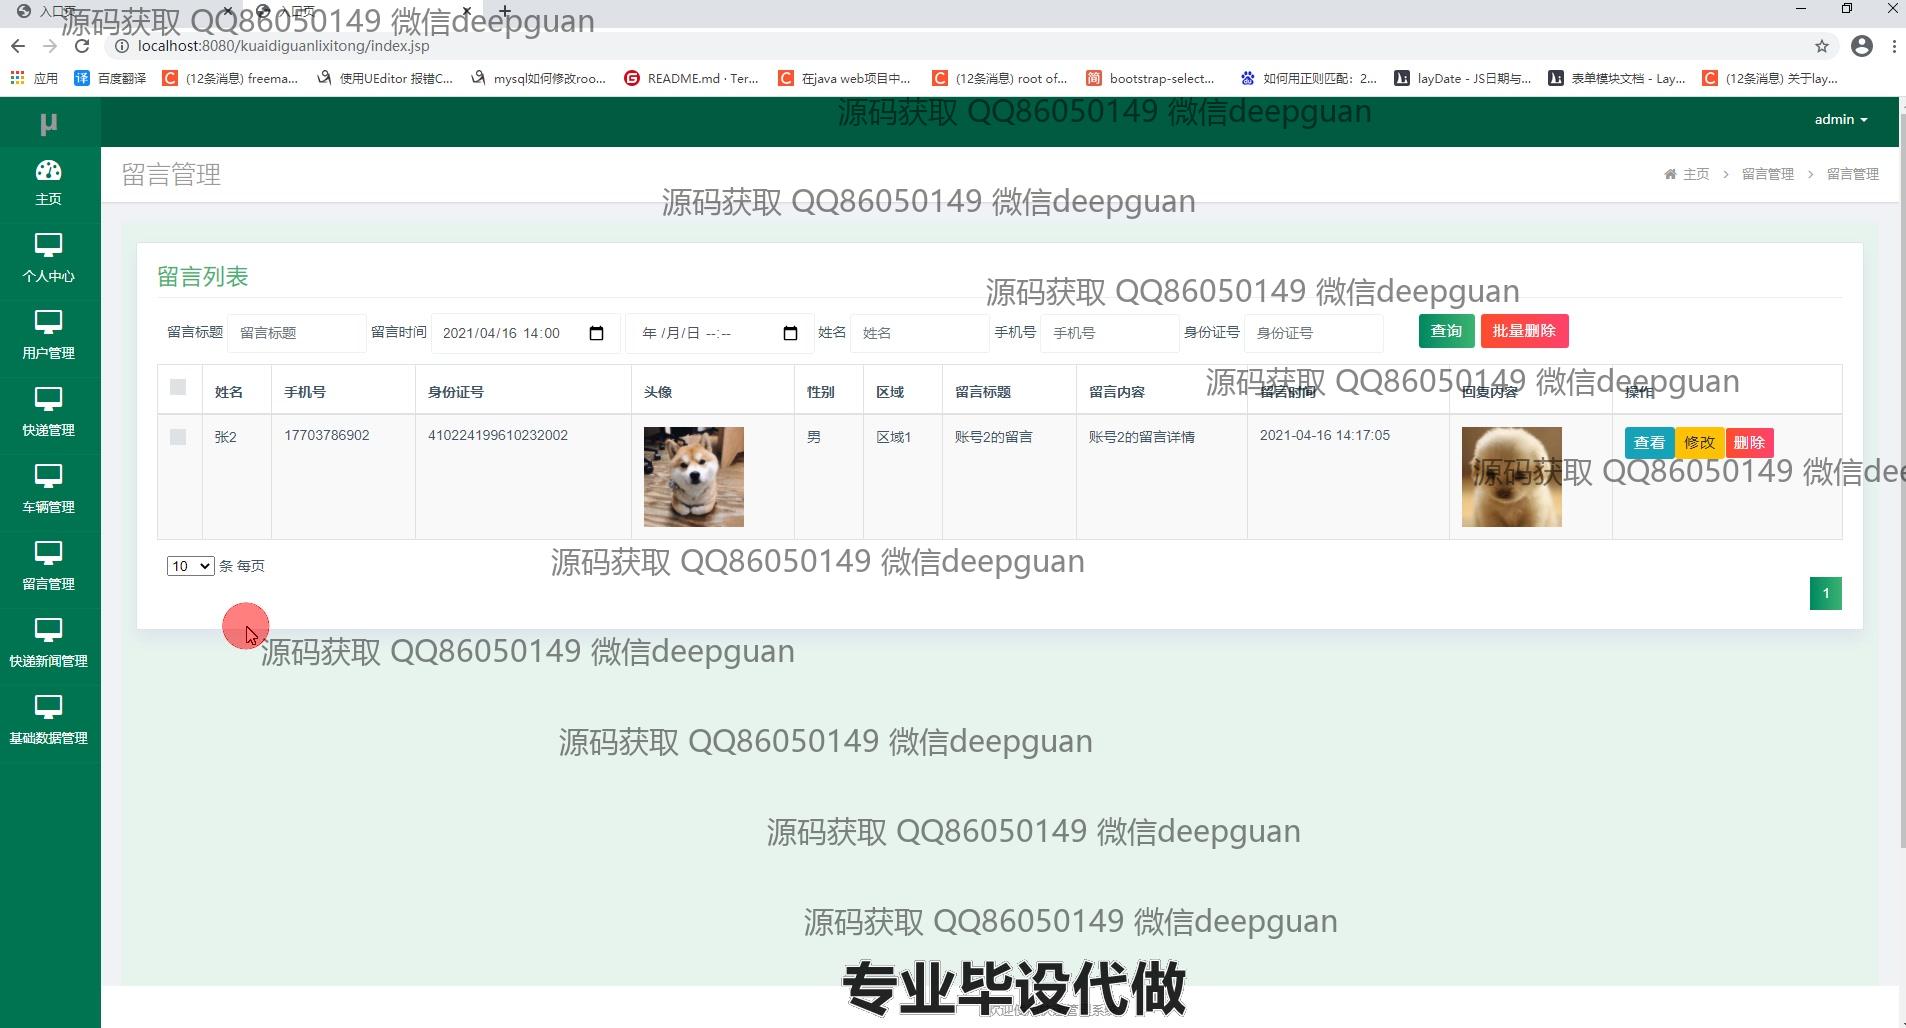 入口页 入口页
源码获取 QQ86050149 微信deepguan
localhost:8080/kuaidiguanlixitong/index.jsp
应用 百度翻译 (12条消息) freema... 使用UEditor 报错C... mysql如何修改roo... README.md · Ter... 在java web项目中... (12条消息) root of... bootstrap-select... 如何用正则匹配：2... layDate - JS日期与... 表单模块文档 - Lay... (12条消息) 关于lay...
源码获取 QQ86050149 微信deepguan
μ
admin
主页
留言管理
主页 > 留言管理 > 留言管理
源码获取 QQ86050149 微信deepguan
个人中心
留言列表
源码获取 QQ86050149 微信deepguan
留言标题 留言标题 留言时间 2021/04/16 14:00 年 /月/日 --:-- 姓名 姓名 手机号 手机号 身份证号 身份证号 查询 批量删除
用户管理
源码获取 QQ86050149 微信deepguan
姓名 手机号 身份证号 头像 性别 区域 留言标题 留言内容 留言时间 回复内容 操作
快递管理
张2 17703786902 410224199610232002 男 区域1 账号2的留言 账号2的留言详情 2021-04-16 14:17:05 查看 修改 删除
源码获取 QQ86050149 微信dee
车辆管理
源码获取 QQ86050149 微信deepguan
10 条 每页
留言管理
1
源码获取 QQ86050149 微信deepguan
快递新闻管理
源码获取 QQ86050149 微信deepguan
基础数据管理
源码获取 QQ86050149 微信deepguan
源码获取 QQ86050149 微信deepguan
专业毕设代做